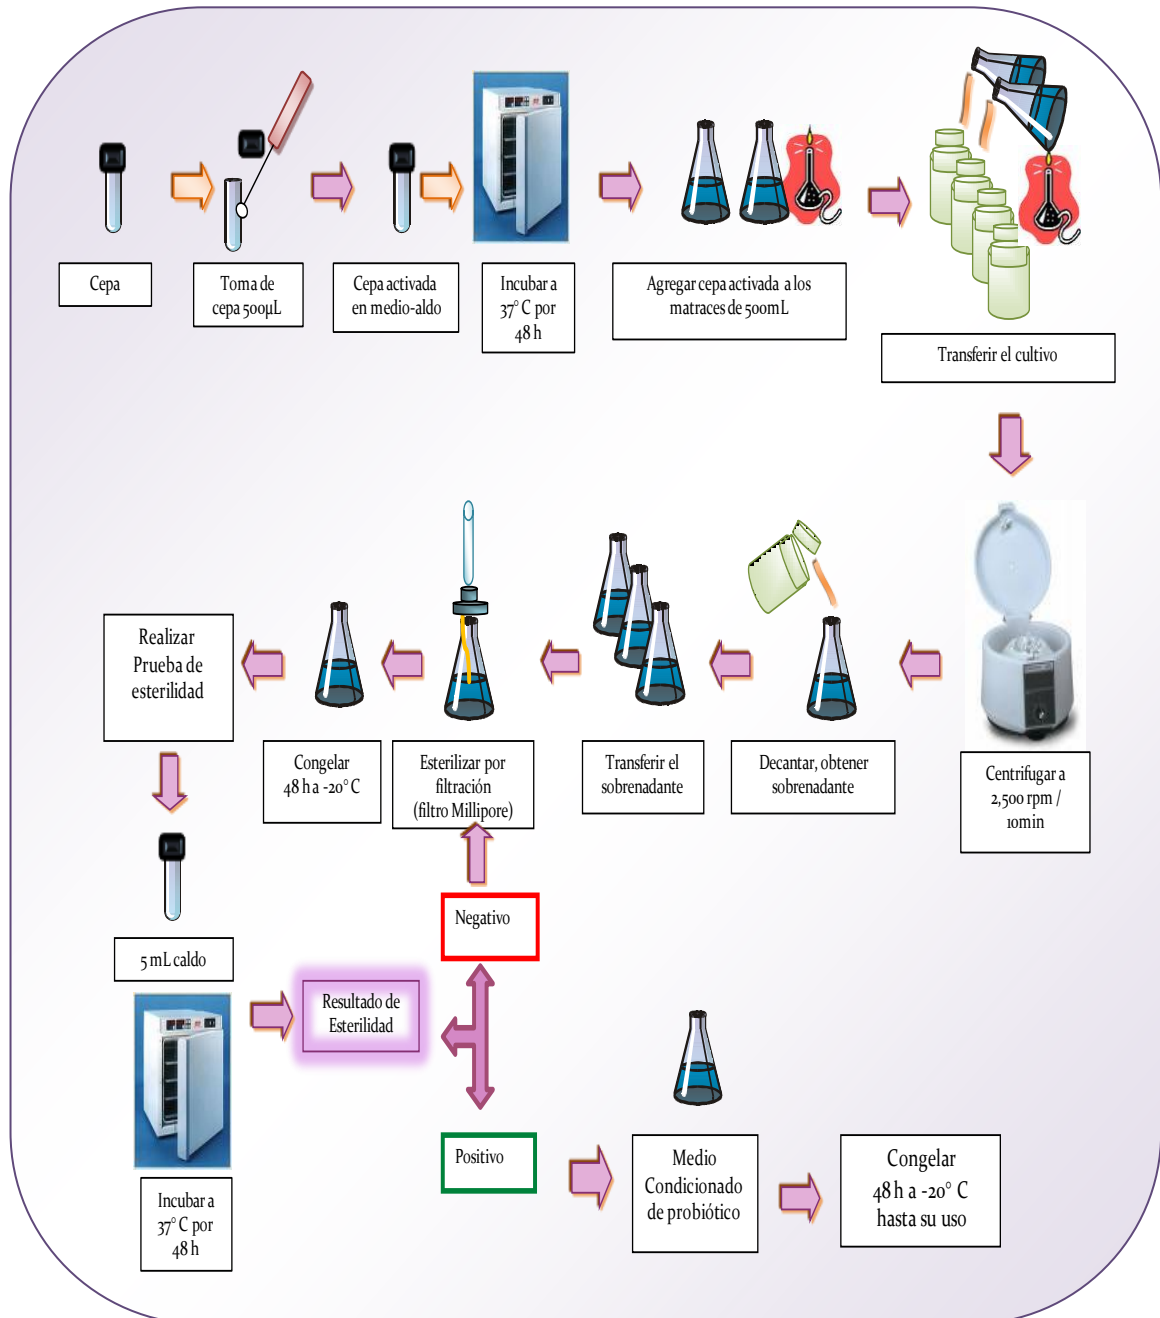 Cepa
Toma de
cepa 500µL
Cepa activada
en medio-aldo
Incubar a
37° C por
48 h
Agregar cepa activada a los
matraces de 500mL
Transferir el cultivo
Centrifugar a
2,500 rpm /
10min
Decantar, obtener
sobrenadante
Transferir el
sobrenadante
Esterilizar por
filtración
(filtro Millipore)
Congelar
48 h a -20° C
Realizar
Prueba de
esterilidad
5 mL caldo
Incubar a
37° C por
48 h
Resultado de
Esterilidad
Negativo
Positivo
Medio
Condicionado
de probiótico
Congelar
48 h a -20° C
hasta su uso